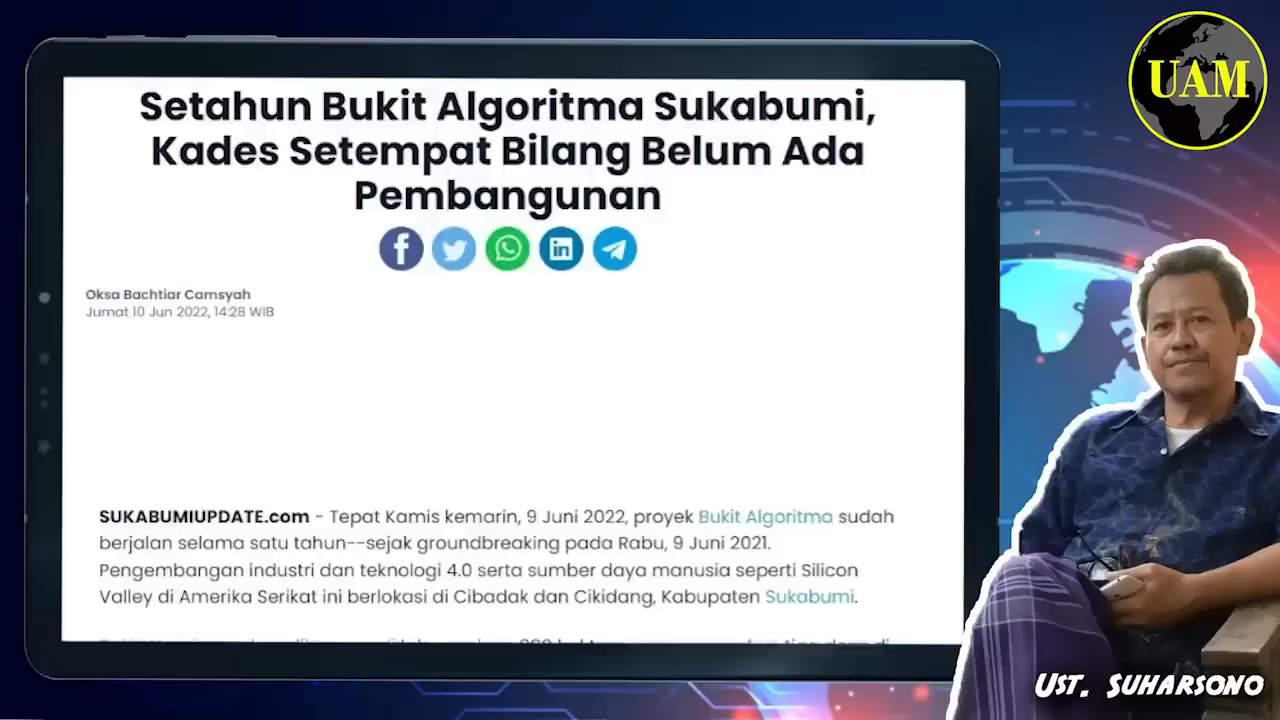 Setahun Bukit Algoritma Sukabumi,
Kades Setempat Bilang Belum Ada
Pembangunan
Oksa Bachtiar Camsyah
Jumat 10 Jun 2022, 14:28 WIB
SUKABUMIUPDATE.com - Tepat Kamis kemarin, 9 Juni 2022, proyek Bukit Algoritma sudah
berjalan selama satu tahun--sejak groundbreaking pada Rabu, 9 Juni 2021.
Pengembangan industri dan teknologi 4.0 serta sumber daya manusia seperti Silicon
Valley di Amerika Serikat ini berlokasi di Cibadak dan Cikidang, Kabupaten Sukabumi.
UAM
UST. SUHARSONO